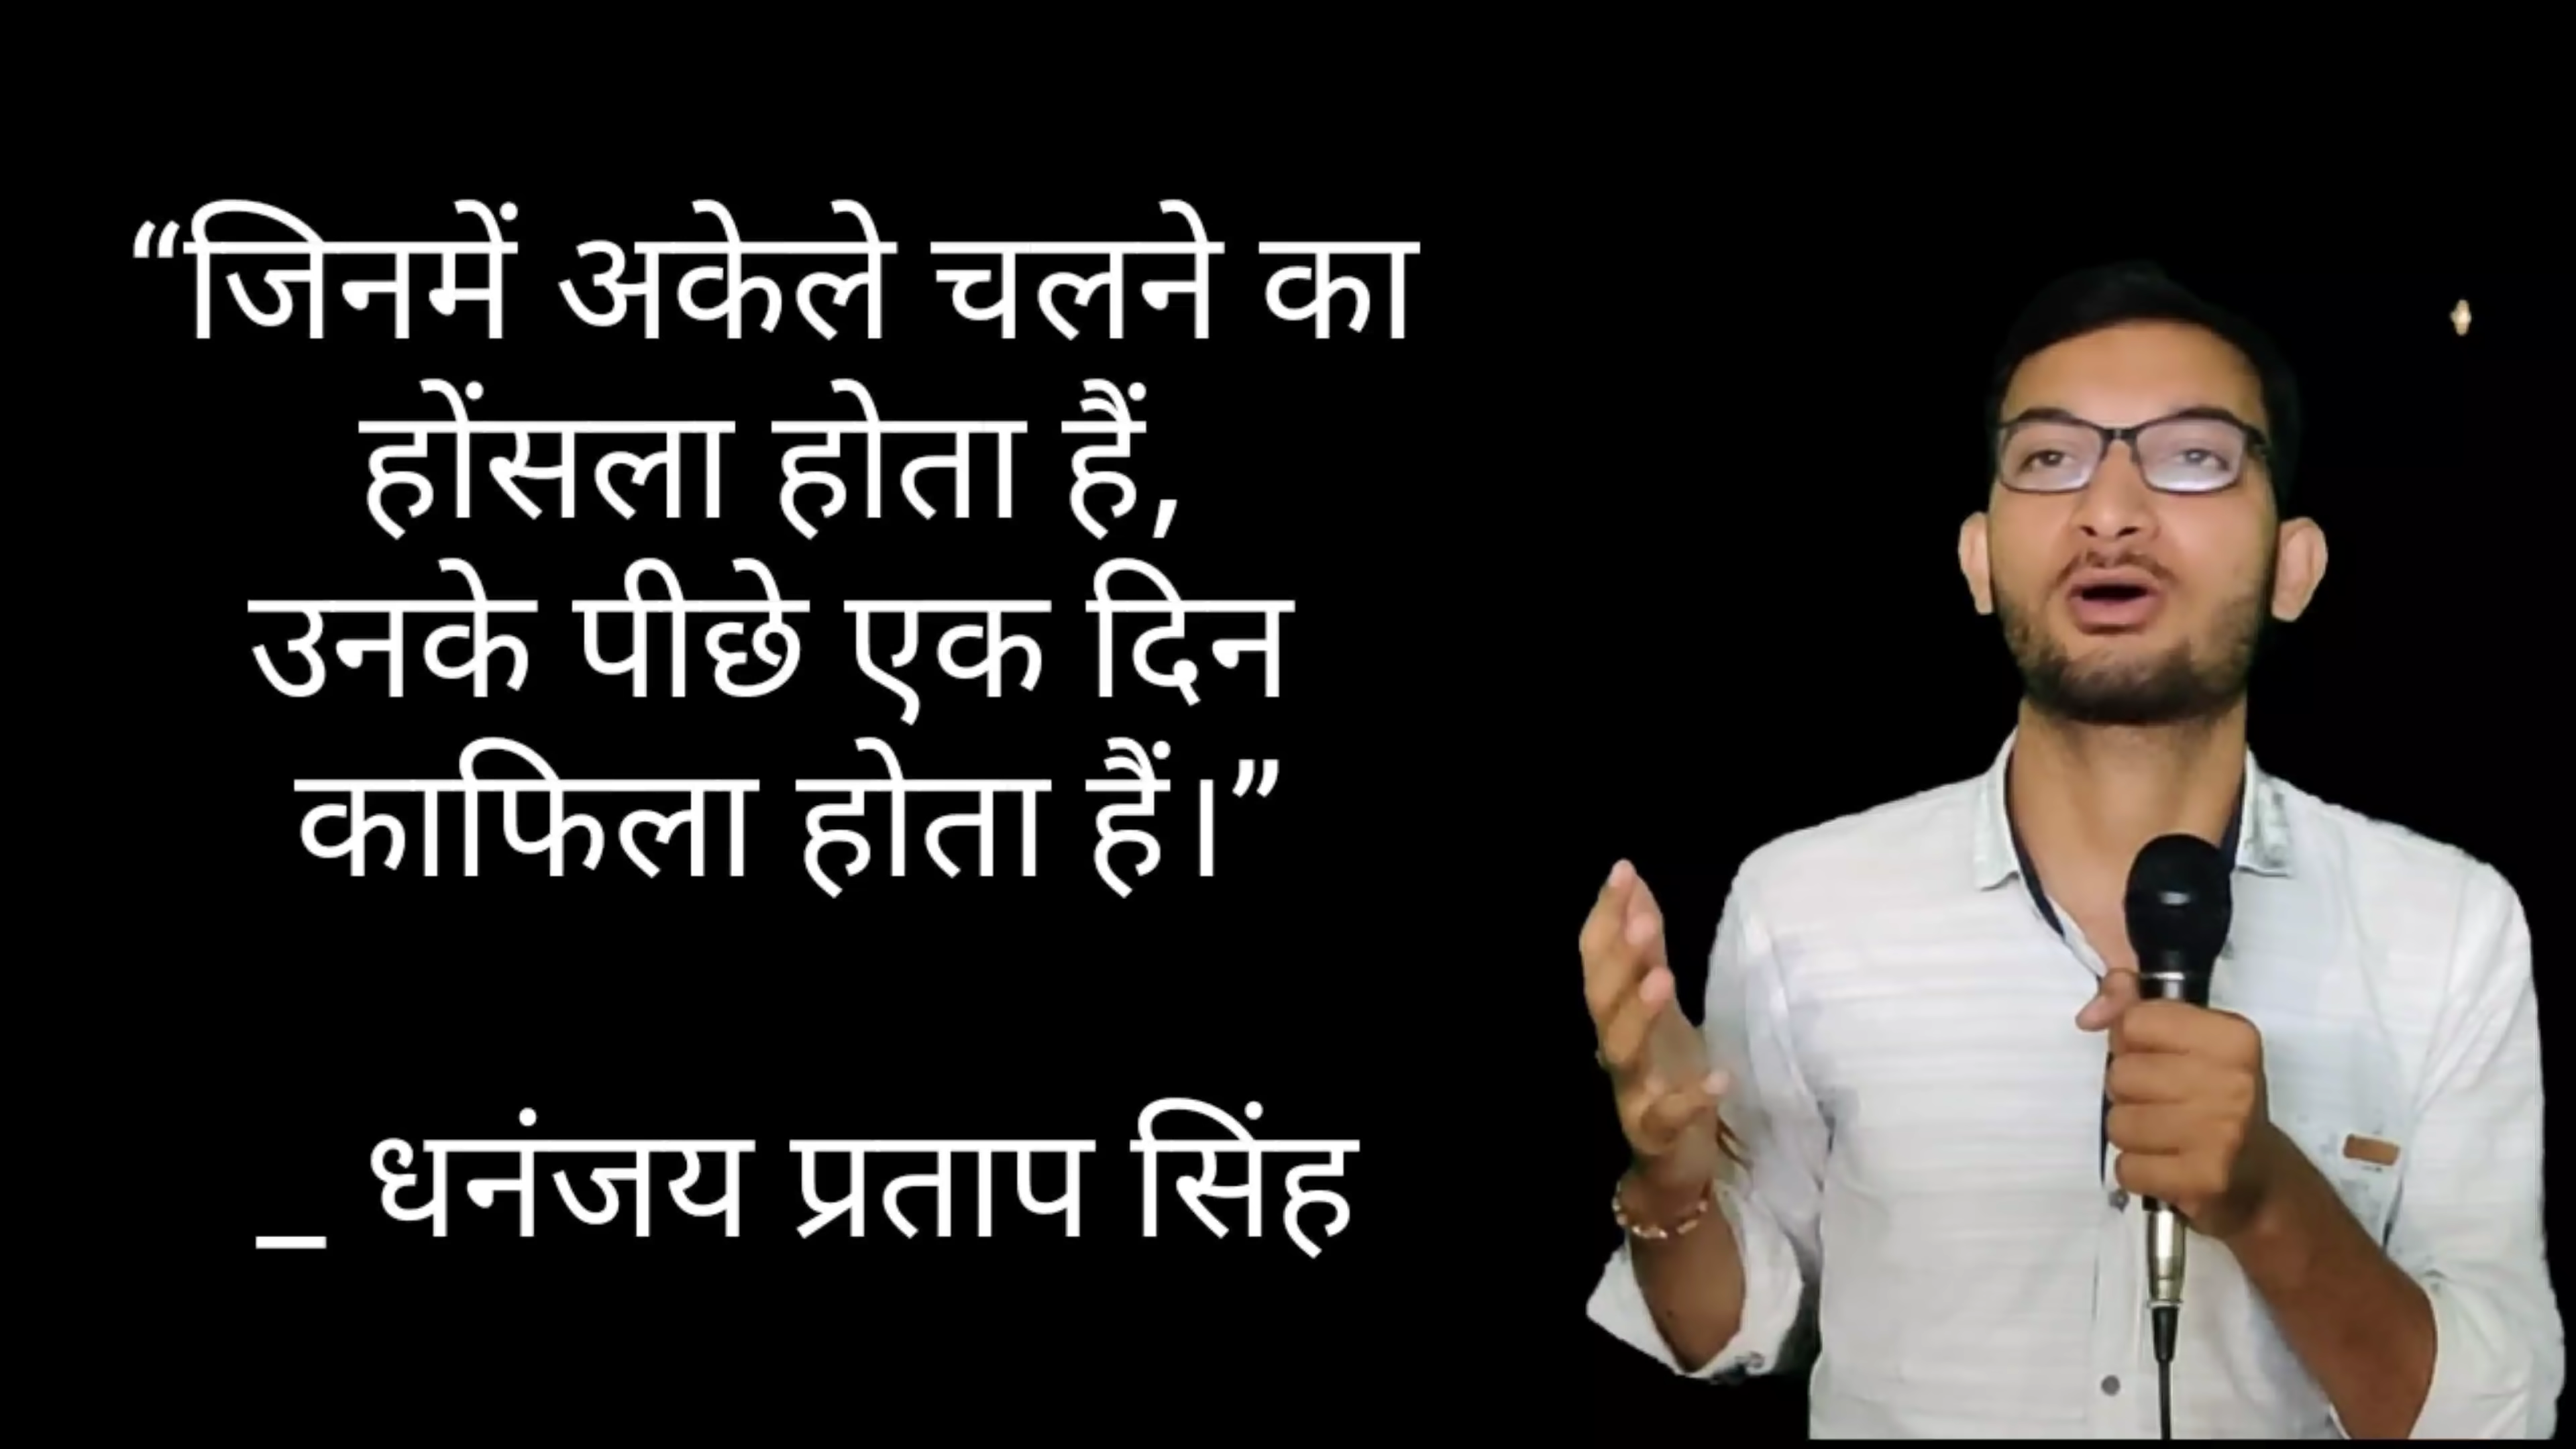 “जिनमें अकेले चलने का
होंसला होता हैं,
उनके पीछे एक दिन
काफिला होता हैं।”
_ धनंजय प्रताप सिंह